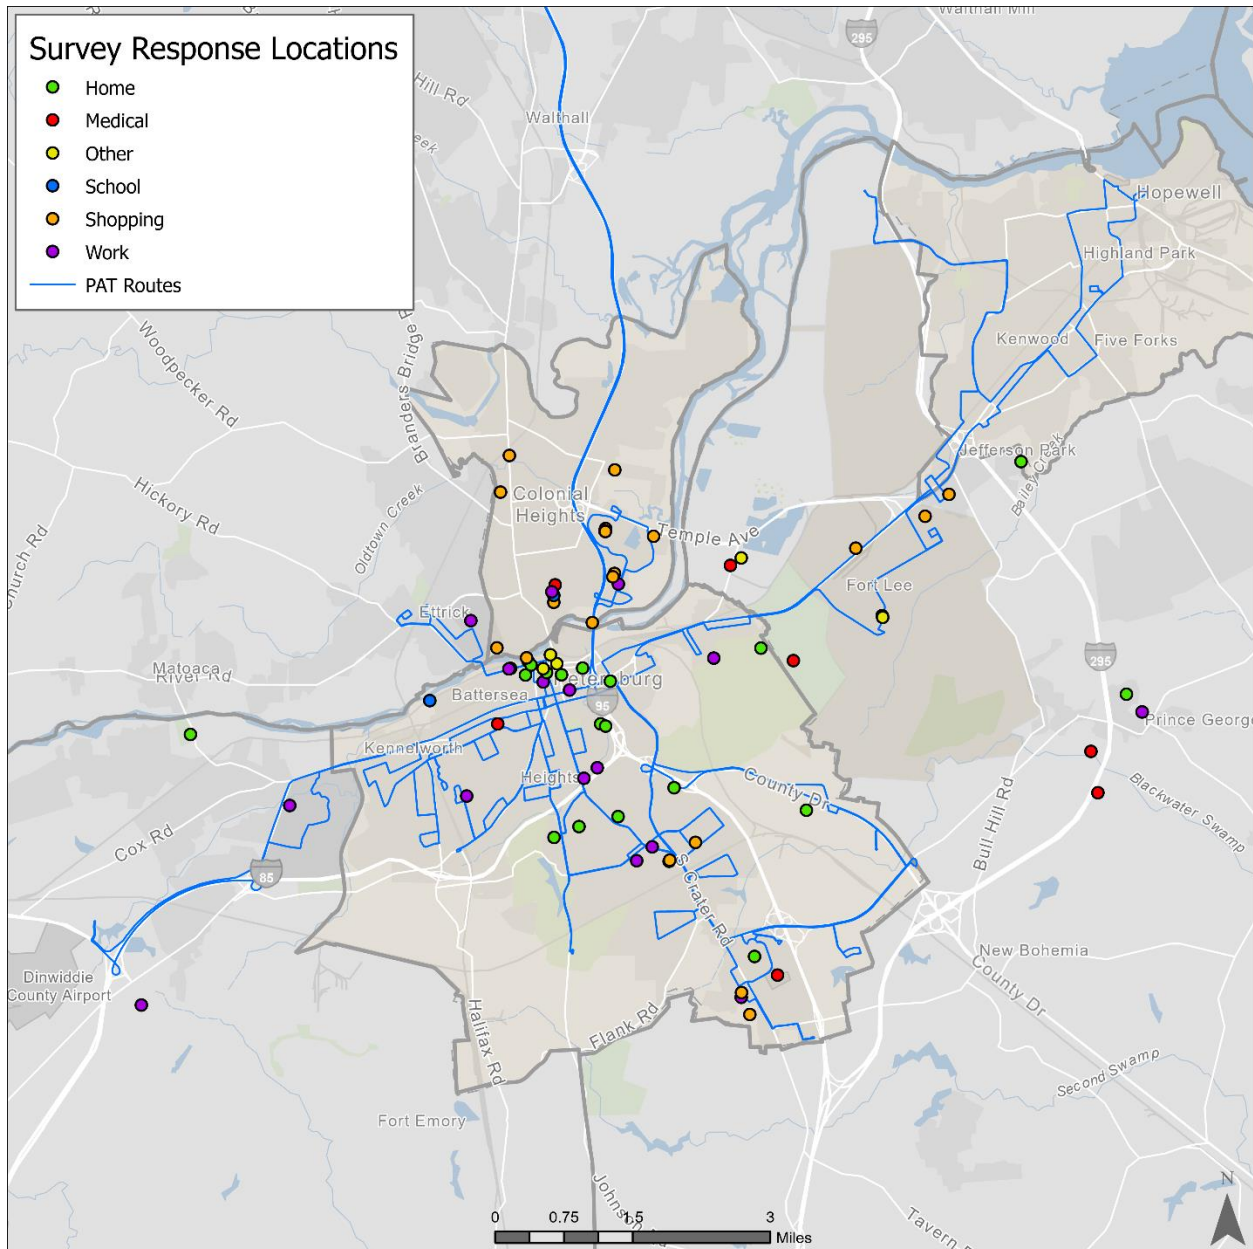 Survey Response Locations
Home
Medical
Other
School
Shopping
Work
PAT Routes
Walthall Mill
295
Hill Rd
Walthall
Hopewell
Highland Park
Kenwood
Five Forks
Woodpecker Rd
Branders Bridge
Jefferson Park
Bailey Creek
Hickory Rd
Oldtown Creek
Colonial
Heights
Temple Ave
Church Rd
Fort Lee
Ettrick
Matoaca
River Rd
Battersea
Petersburg
95
295
Prince George
Kennelworth
Heights
County Dr
Bull Hill Rd
Blackwater Swamp
Cox Rd
85
S Crater Rd
New Bohemia
County Dr
Dinwiddie
County Airport
Halifax Rd
Flank Rd
Second Swamp
Fort Emory
Johnson
Tavern
N
0 0.75 1.5 3
Miles